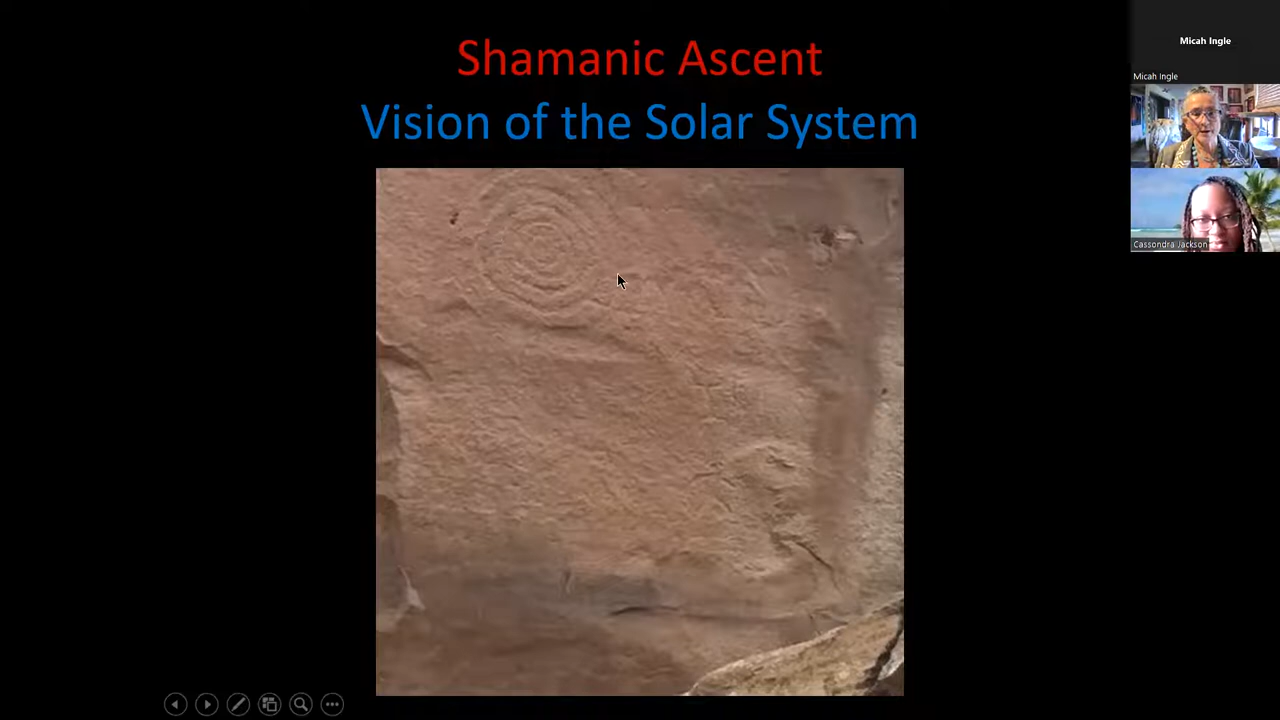 Shamanic Ascent
Vision of the Solar System
Micah Ingle
Micah Ingle
Cassondra Jackson